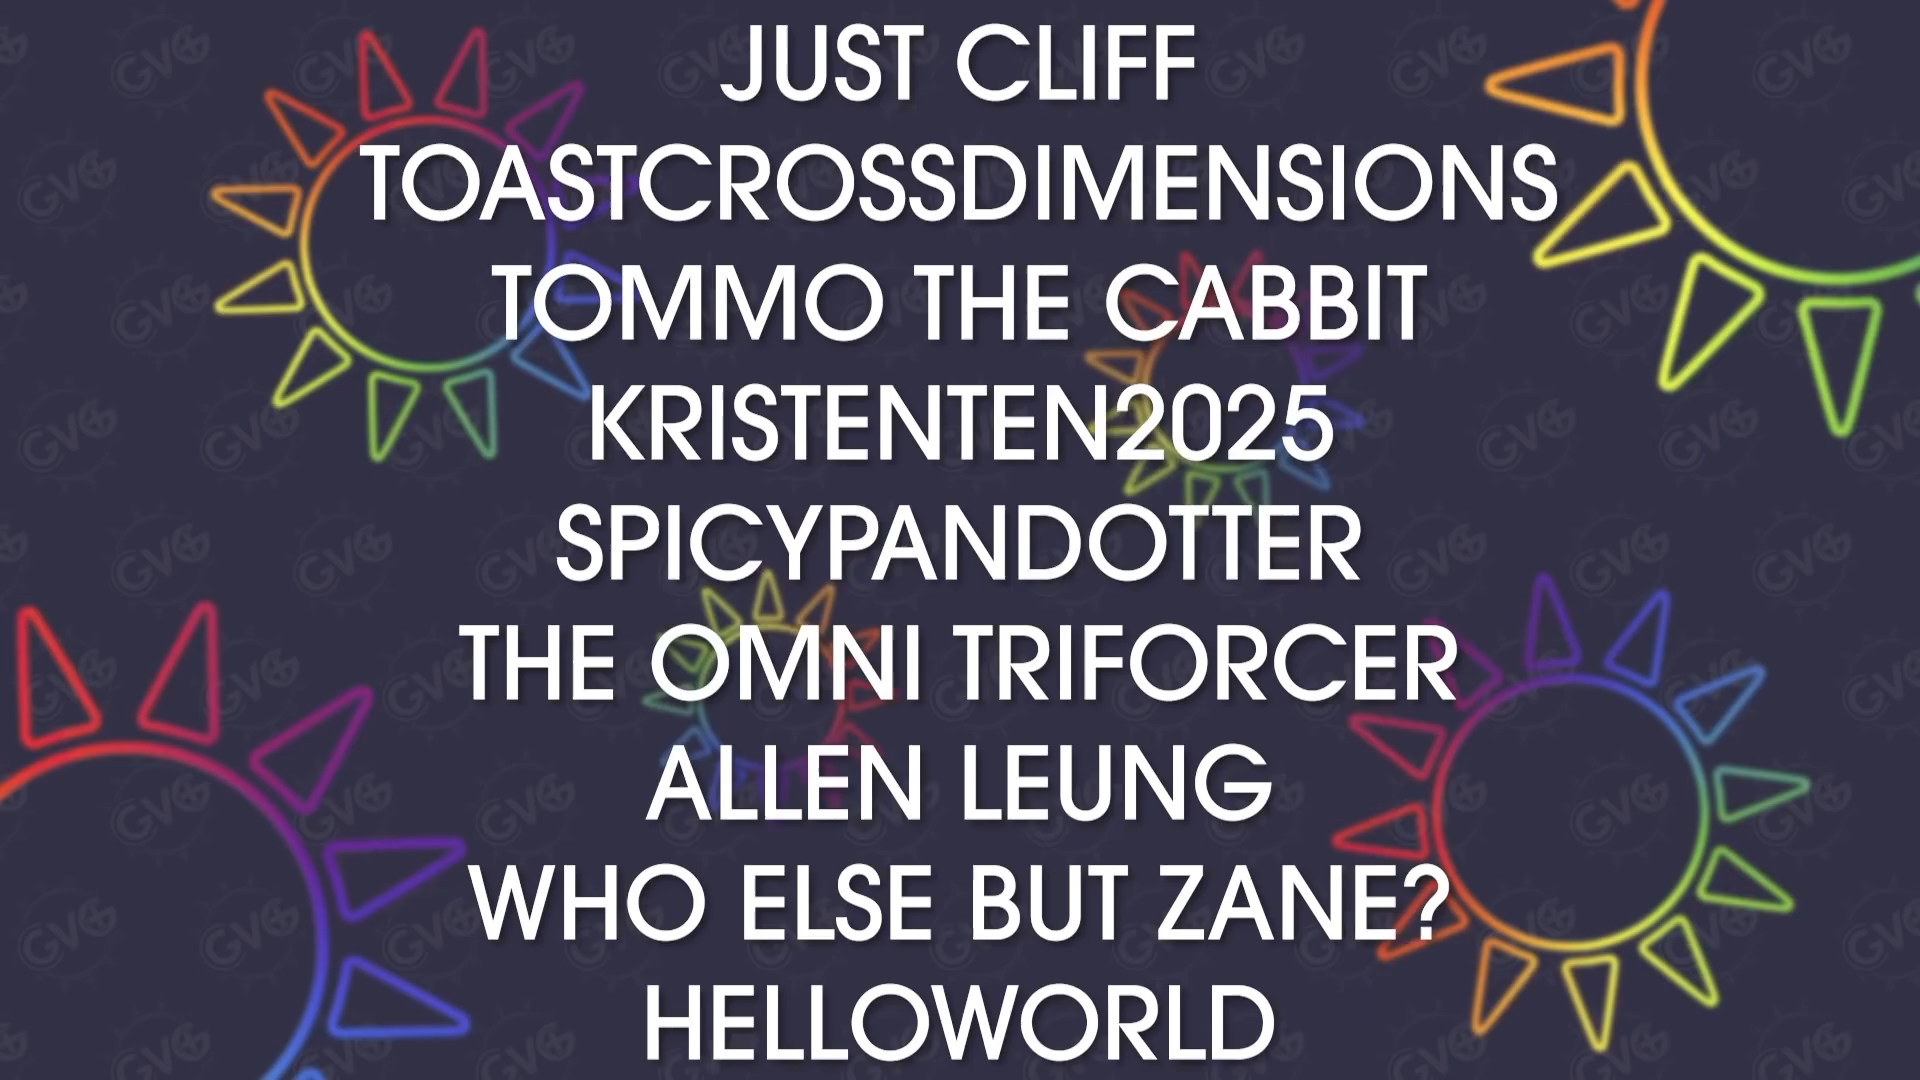 JUST CLIFF
TOASTCROSSDIMENSIONS
TOMMO THE CABBIT
KRISTENTEN2025
SPICYPANDOTTER
THE OMNI TRIFORCER
ALLEN LEUNG
WHO ELSE BUT ZANE?
HELLOWORLD